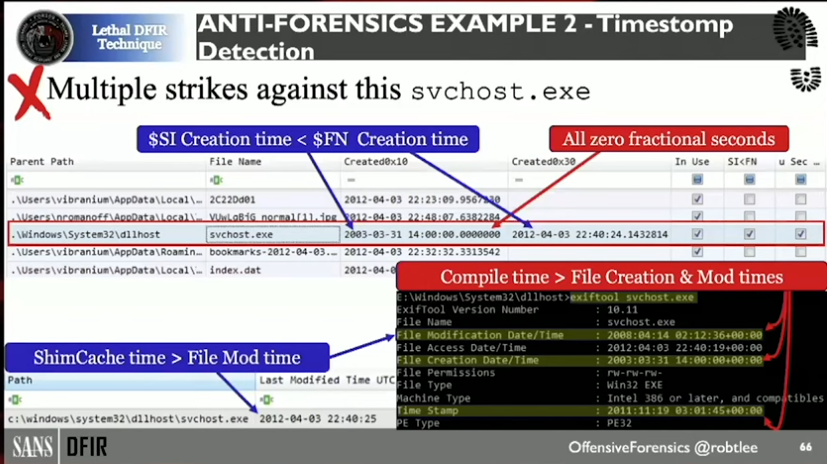 Lethal DFIR
Technique
ANTI-FORENSICS EXAMPLE 2 - Timestomp
Detection
Multiple strikes against this svchost.exe
$SI Creation time < $FN Creation time
All zero fractional seconds
Parent Path File Name Created0x10 Created0x30 In Use SI<FN u Sec ...
.\Users\vibranium\AppData\Local\... 2C22Dd01 2012-04-03 22:23:09.9567230
.\Users\nromanoff\AppData\Local\... VUwLqBjG_normal[1].jpg 2012-04-03 22:48:07.6382284
.\Windows\System32\dllhost svchost.exe 2003-03-31 14:00:00.0000000 2012-04-03 22:40:24.1432814
.\Users\vibranium\AppData\Roamin... bookmarks-2012-04-03. 2012-04-03 22:32:32.3313542
.\Users\vibranium\AppData\Local\... index.dat 2012-04-03
Compile time > File Creation & Mod times
E:\Windows\System32\dllhost>exiftool svchost.exe
ExifTool Version Number : 10.11
File Name : svchost.exe
File Modification Date/Time : 2008:04:14 02:12:36+00:00
File Access Date/Time : 2012:04:03 22:40:19+00:00
File Creation Date/Time : 2003:03:31 14:00:00+00:00
File Permissions : rw-rw-rw-
File Type : Win32 EXE
Machine Type : Intel 386 or later, and compatibles
Time Stamp : 2011:11:19 03:01:45+00:00
PE Type : PE32
ShimCache time > File Mod time
Path Last Modified Time UTC
c:\windows\system32\dllhost\svchost.exe 2012-04-03 22:40:25
SANS DFIR
OffensiveForensics @robtlee 66